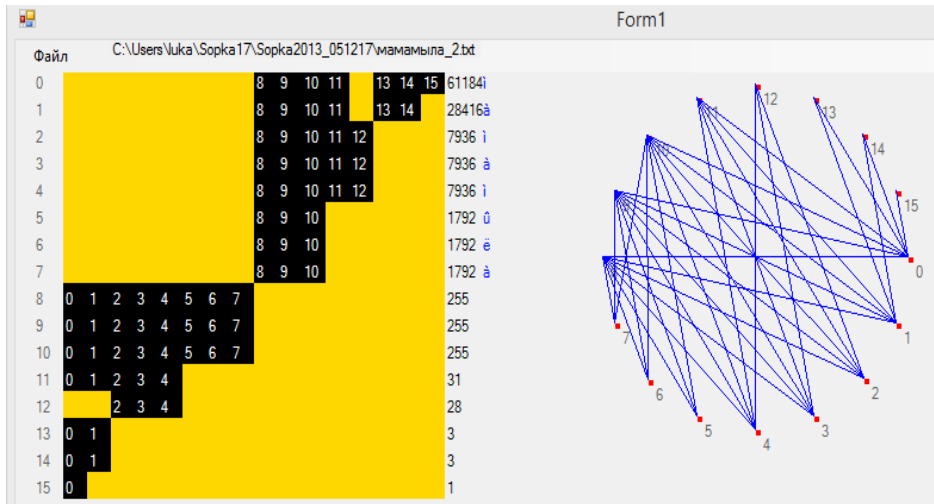 Form1
Файл C:\Users\luka\Sopka17\Sopka2013_051217\мамамыла_2.txt
0 8 9 10 11 13 14 15 61184ì
1 8 9 10 11 13 14 28416à
2 8 9 10 11 12 7936 ì
3 8 9 10 11 12 7936 à
4 8 9 10 11 12 7936 ì
5 8 9 10 1792 û
6 8 9 10 1792 ë
7 8 9 10 1792 à
8 0 1 2 3 4 5 6 7 255
9 0 1 2 3 4 5 6 7 255
10 0 1 2 3 4 5 6 7 255
11 0 1 2 3 4 31
12 2 3 4 28
13 0 1 3
14 0 1 3
15 0 1
11
12
13
14
15
0
1
2
3
4
5
6
7